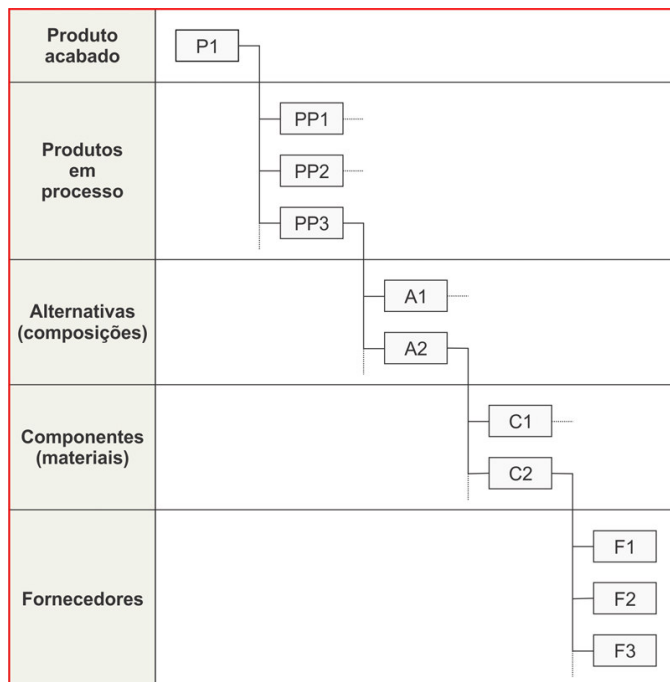 Produto
acabado
P1
Produtos
em
processo
PP1
PP2
PP3
Alternativas
(composições)
A1
A2
Componentes
(materiais)
C1
C2
Fornecedores
F1
F2
F3